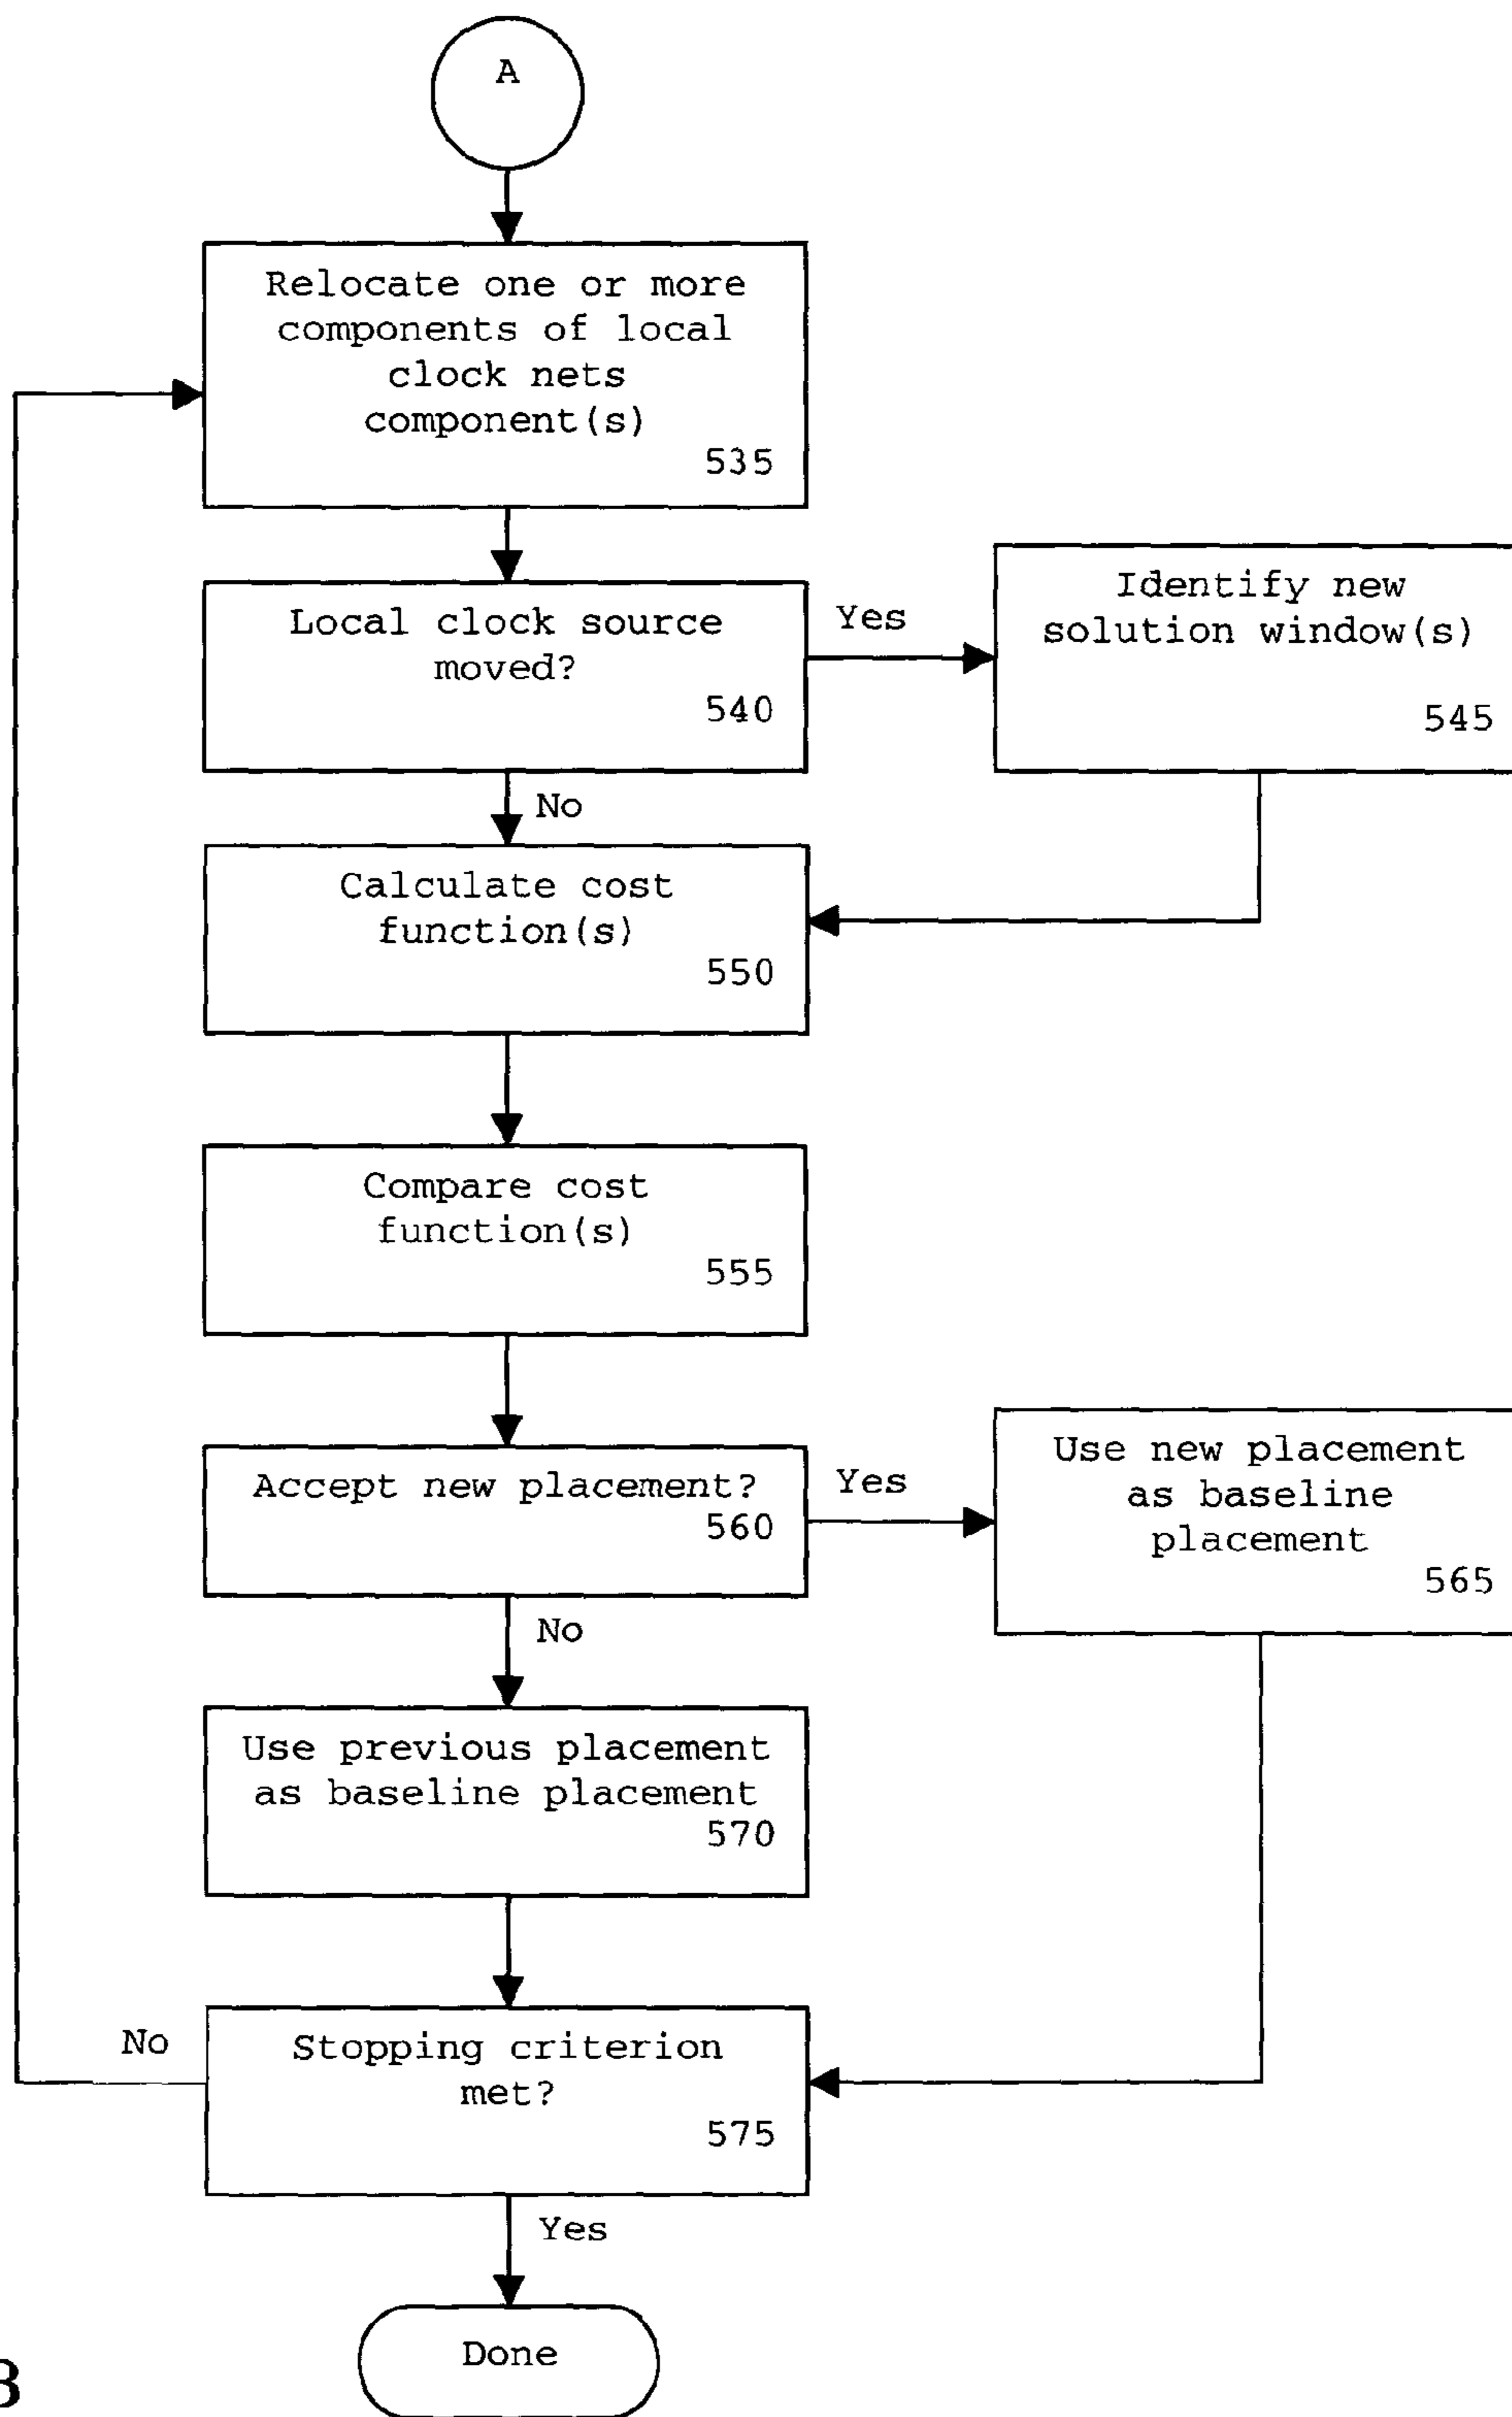 A
Relocate one or more
components of local
clock nets
component(s)
535
Local clock source
moved?
540
Yes
Identify new
solution window(s)
545
No
Calculate cost
function(s)
550
Compare cost
function(s)
555
Accept new placement?
560
Yes
Use new placement
as baseline
placement
565
No
Use previous placement
as baseline placement
570
No
Stopping criterion
met?
575
Yes
Done